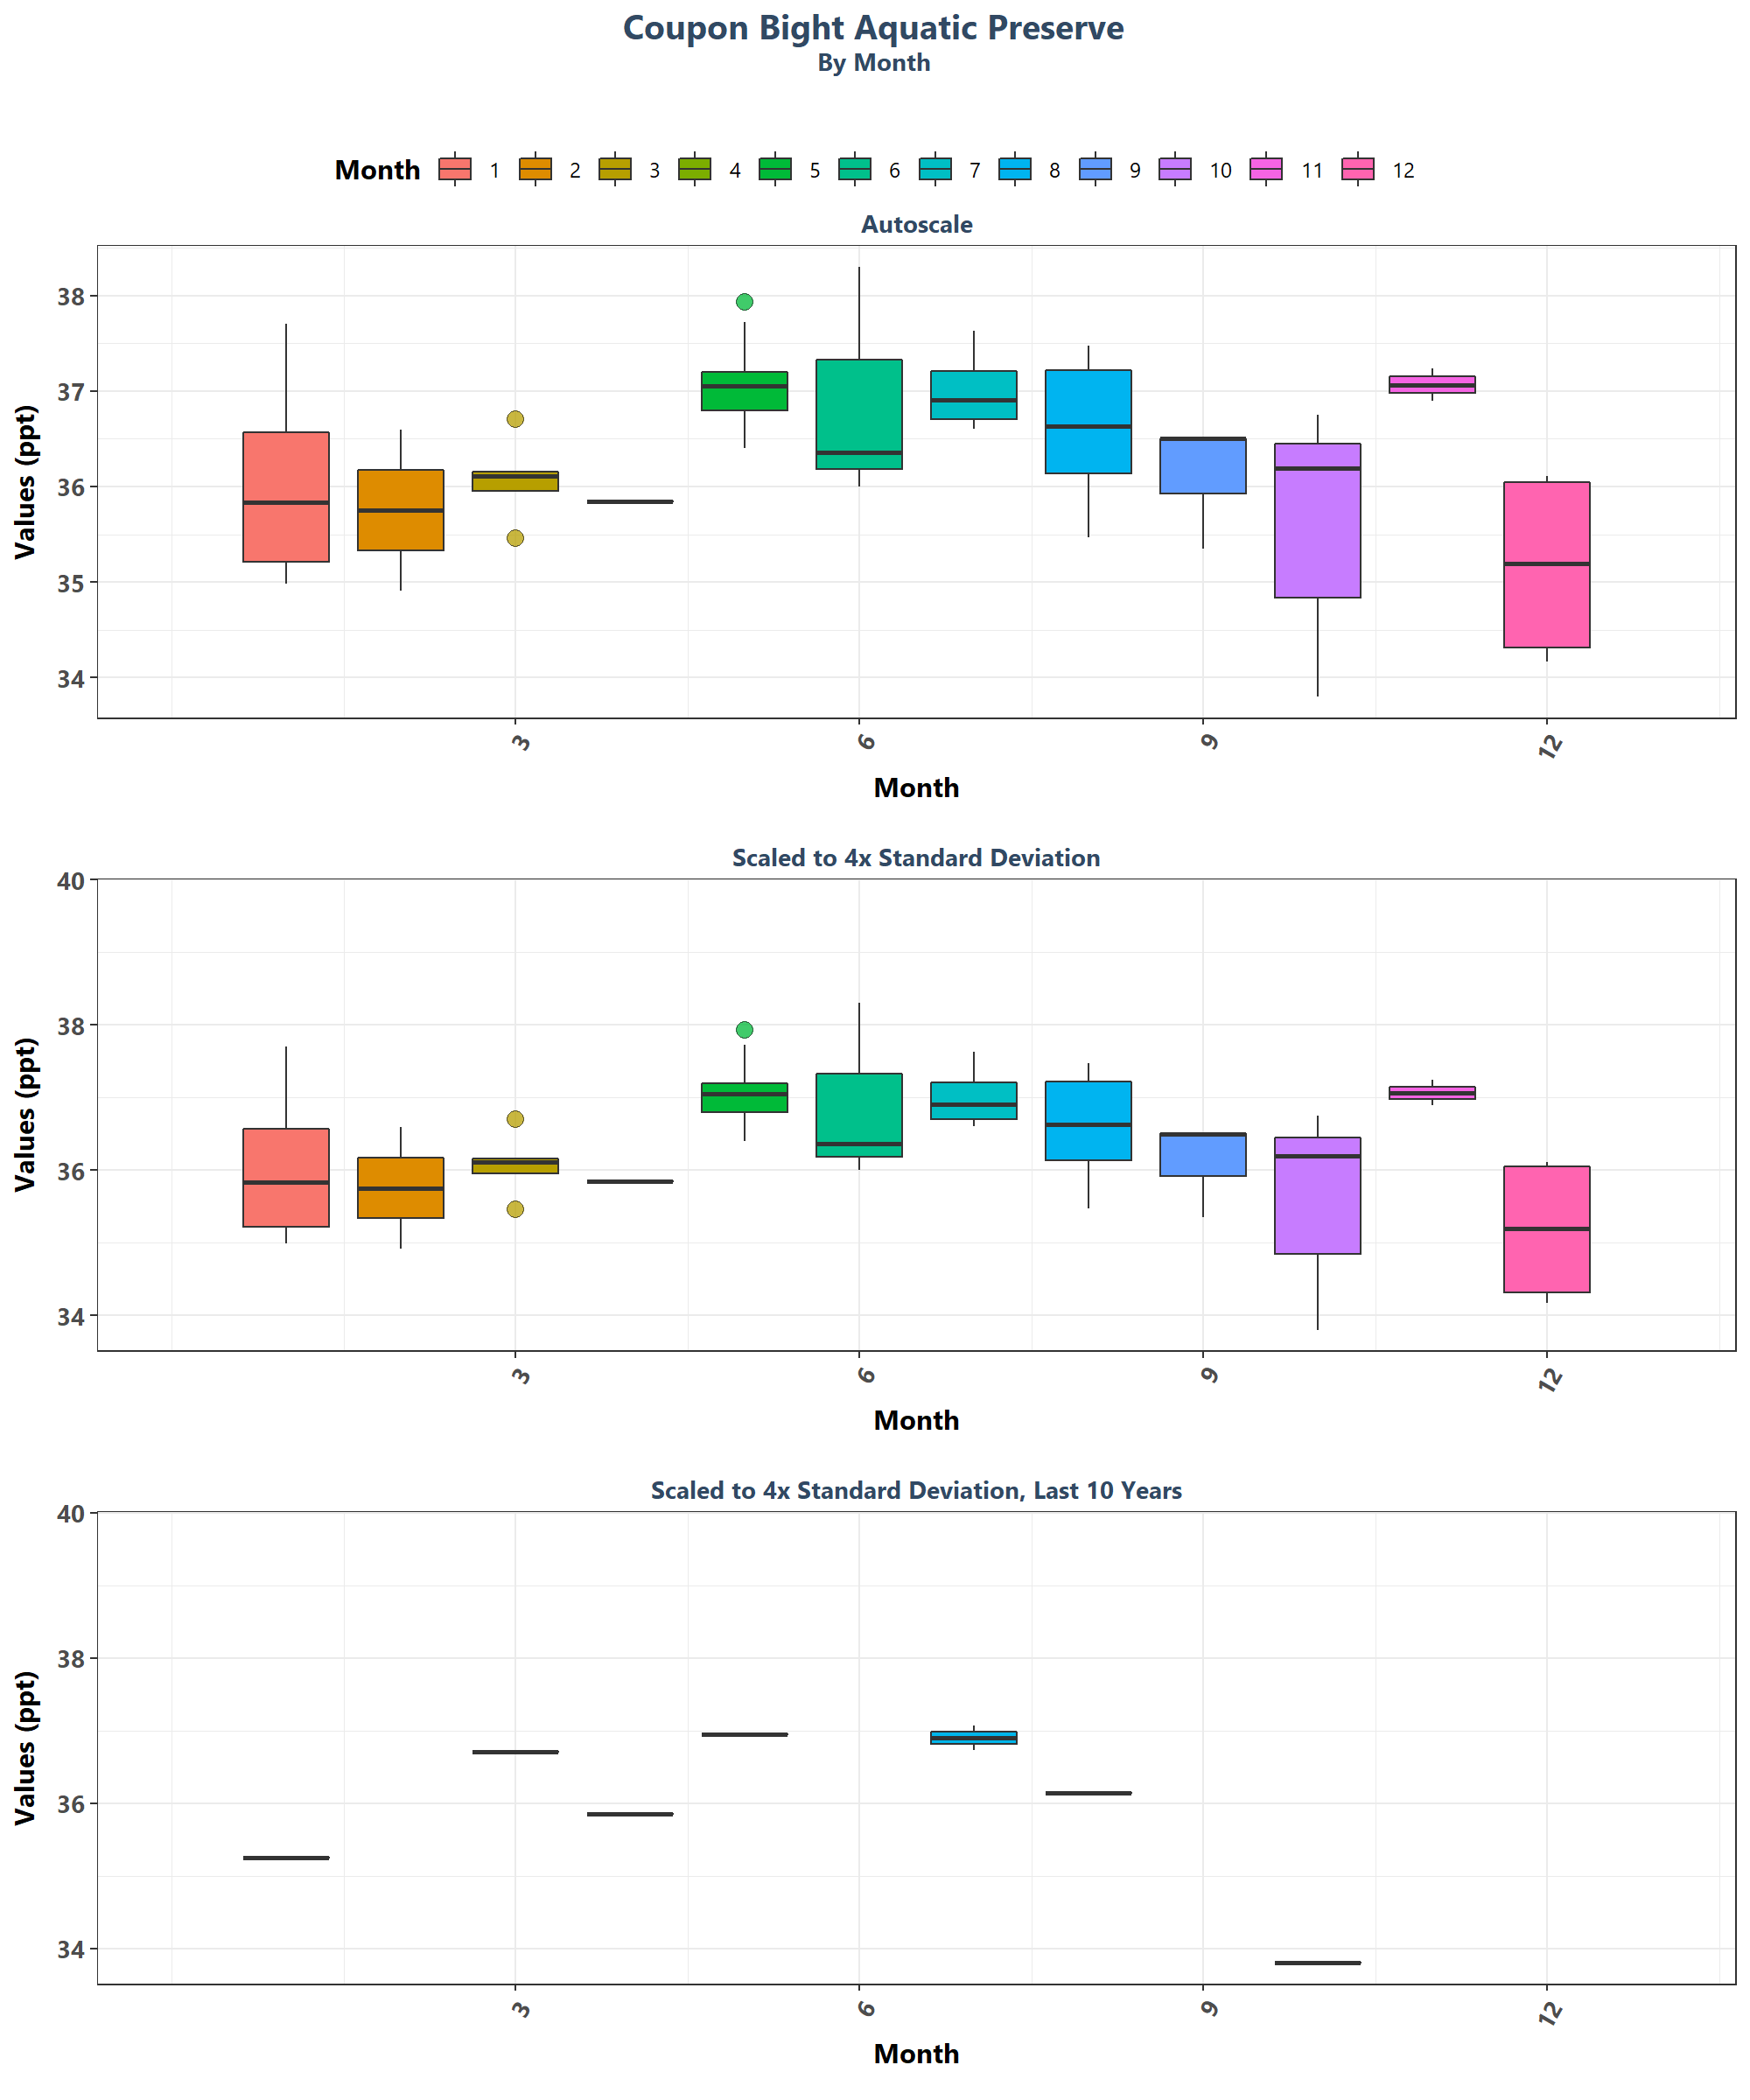 Coupon Bight Aquatic Preserve
By Month
Month 1 2 3 4 5 6 7 8 9 10 11 12
Autoscale
38
37
36
35
34
Values (ppt)
3 6 9 12
Month
Scaled to 4x Standard Deviation
40
38
36
34
Values (ppt)
3 6 9 12
Month
Scaled to 4x Standard Deviation, Last 10 Years
40
38
36
34
Values (ppt)
3 6 9 12
Month